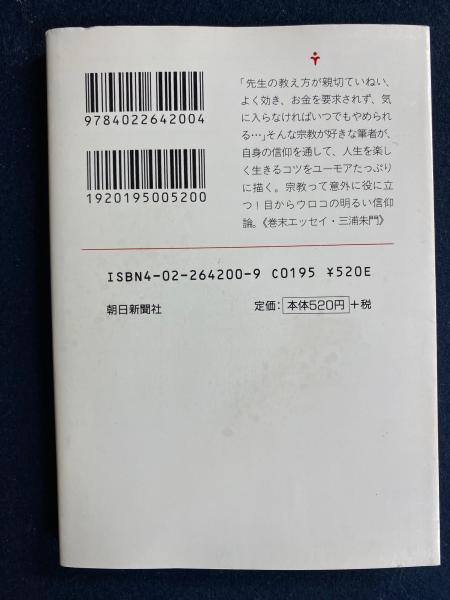 「先生の教え方が親切ていねい、
よく効き、お金を要求されず、気
に入らなければいつでもやめられ
る…」そんな宗教が好きな筆者が、
自身の信仰を通して、人生を楽し
く生きるコツをユーモアたっぷり
に描く。宗教って意外に役に立
つ！目からウロコの明るい信仰
論。《巻末エッセイ・三浦朱門》
9784022642004
1920195005200
ISBN4-02-264200-9 C0195 ¥520E
朝日新聞社
定価：本体520円+税